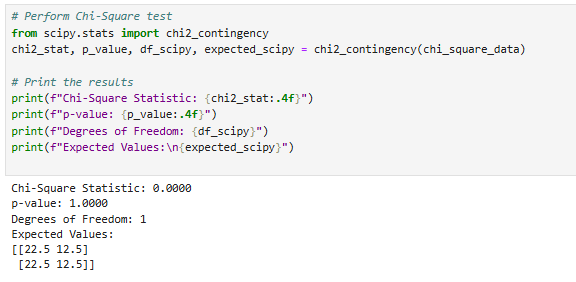 # Perform Chi-Square test
from scipy.stats import chi2_contingency
chi2_stat, p_value, df_scipy, expected_scipy = chi2_contingency(chi_square_data)

# Print the results
print(f"Chi-Square Statistic: {chi2_stat:.4f}")
print(f"p-value: {p_value:.4f}")
print(f"Degrees of Freedom: {df_scipy}")
print(f"Expected Values:\n{expected_scipy}")

Chi-Square Statistic: 0.0000
p-value: 1.0000
Degrees of Freedom: 1
Expected Values:
[[22.5 12.5]
 [22.5 12.5]]